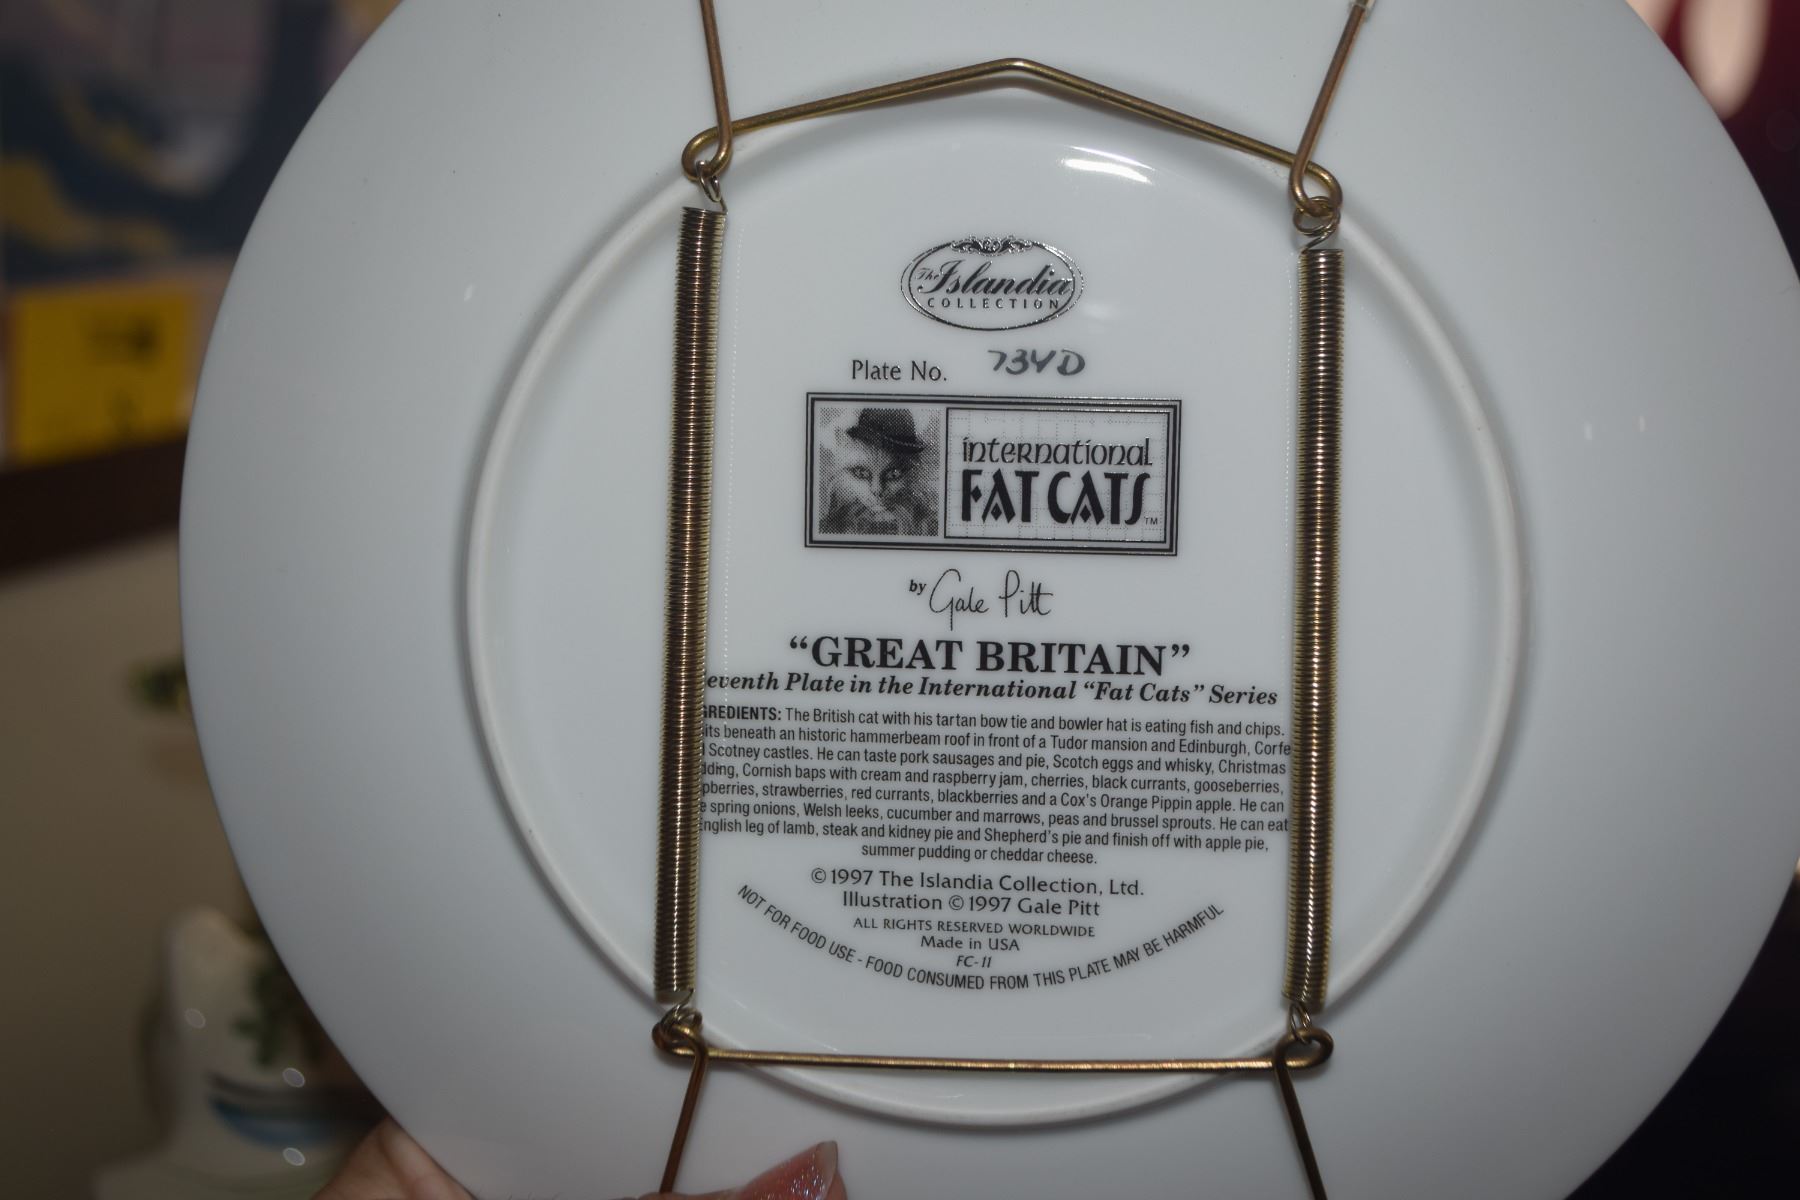 The Islandia
COLLECTION
Plate No. 734D
international
FAT CATS TM
by Gale Pitt
“GREAT BRITAIN”
eventh Plate in the International “Fat Cats” Series
GREDIENTS: The British cat with his tartan bow tie and bowler hat is eating fish and chips.
its beneath an historic hammerbeam roof in front of a Tudor mansion and Edinburgh, Corfe
Scotney castles. He can taste pork sausages and pie, Scotch eggs and whisky, Christmas
dding, Cornish baps with cream and raspberry jam, cherries, black currants, gooseberries,
pberries, strawberries, red currants, blackberries and a Cox's Orange Pippin apple. He can
e spring onions, Welsh leeks, cucumber and marrows, peas and brussel sprouts. He can eat
English leg of lamb, steak and kidney pie and Shepherd's pie and finish off with apple pie,
summer pudding or cheddar cheese.
© 1997 The Islandia Collection, Ltd.
Illustration © 1997 Gale Pitt
ALL RIGHTS RESERVED WORLDWIDE
Made in USA
FC-11
NOT FOR FOOD USE - FOOD CONSUMED FROM THIS PLATE MAY BE HARMFUL